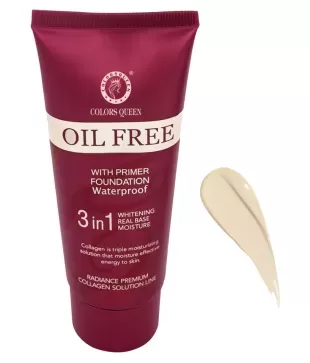 COLORS QUEEN
OIL FREE
WITH PRIMER
FOUNDATION
Waterproof
3 in 1
WHITENING
REAL BASE
MOISTURE
Collagen is triple moisturizing
solution that moisture effective
energy to skin.
RADIANCE PREMIUM
COLLAGEN SOLUTION LINE